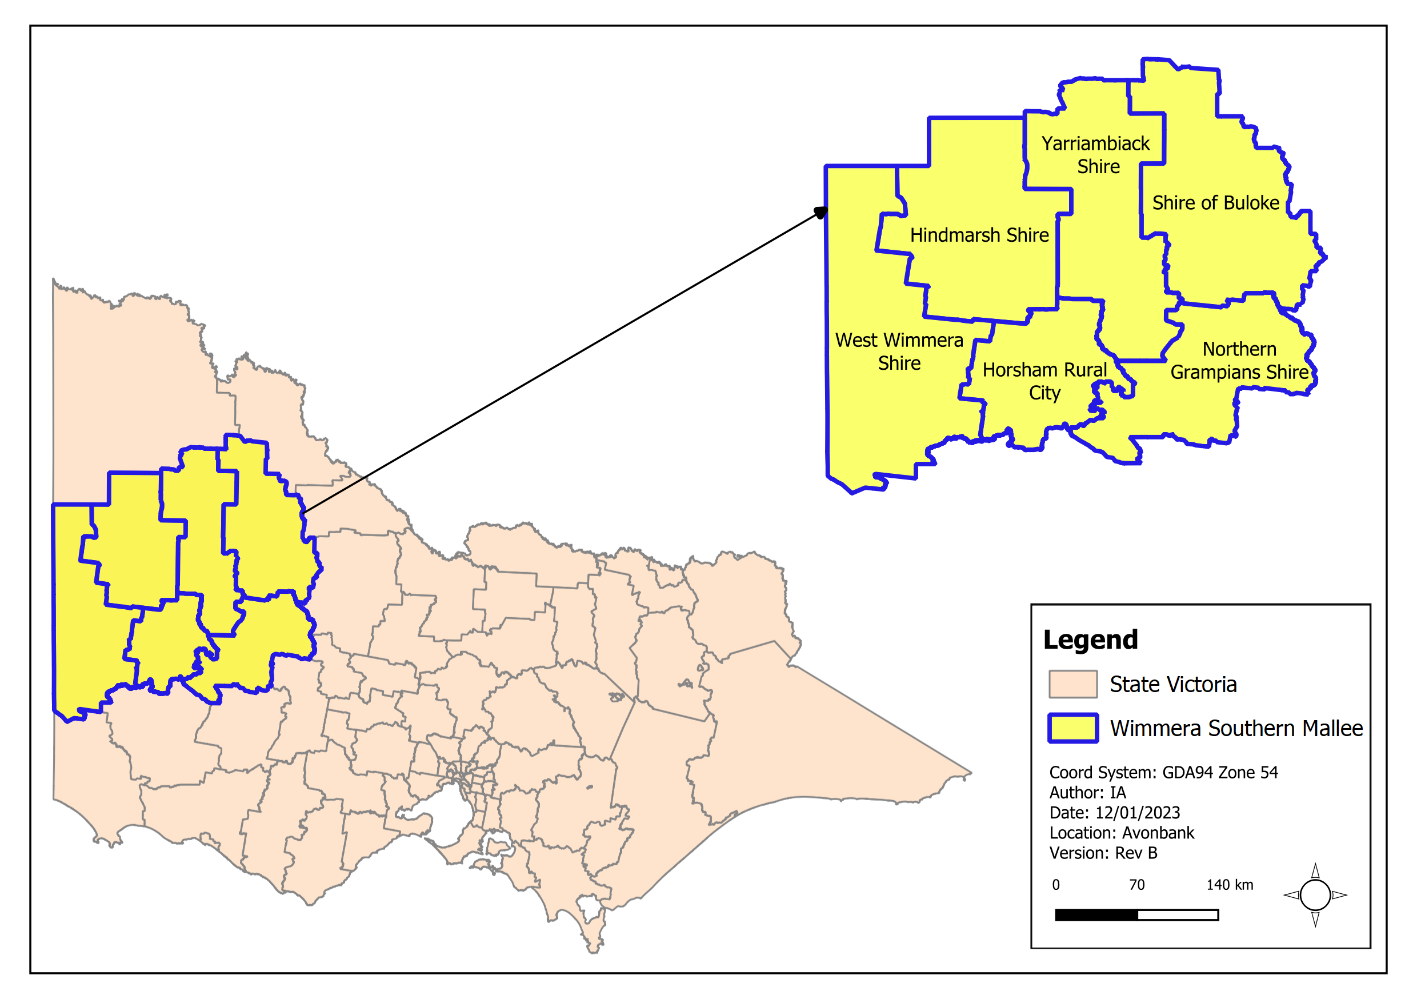 Yarriambiack
Shire
Shire of Buloke
Hindmarsh Shire
West Wimmera
Shire
Northern
Grampians Shire
Horsham Rural
City
Legend
State Victoria
Wimmera Southern Mallee
Coord System: GDA94 Zone 54
Author: IA
Date: 12/01/2023
Location: Avonbank
Version: Rev B
0 70 140 km